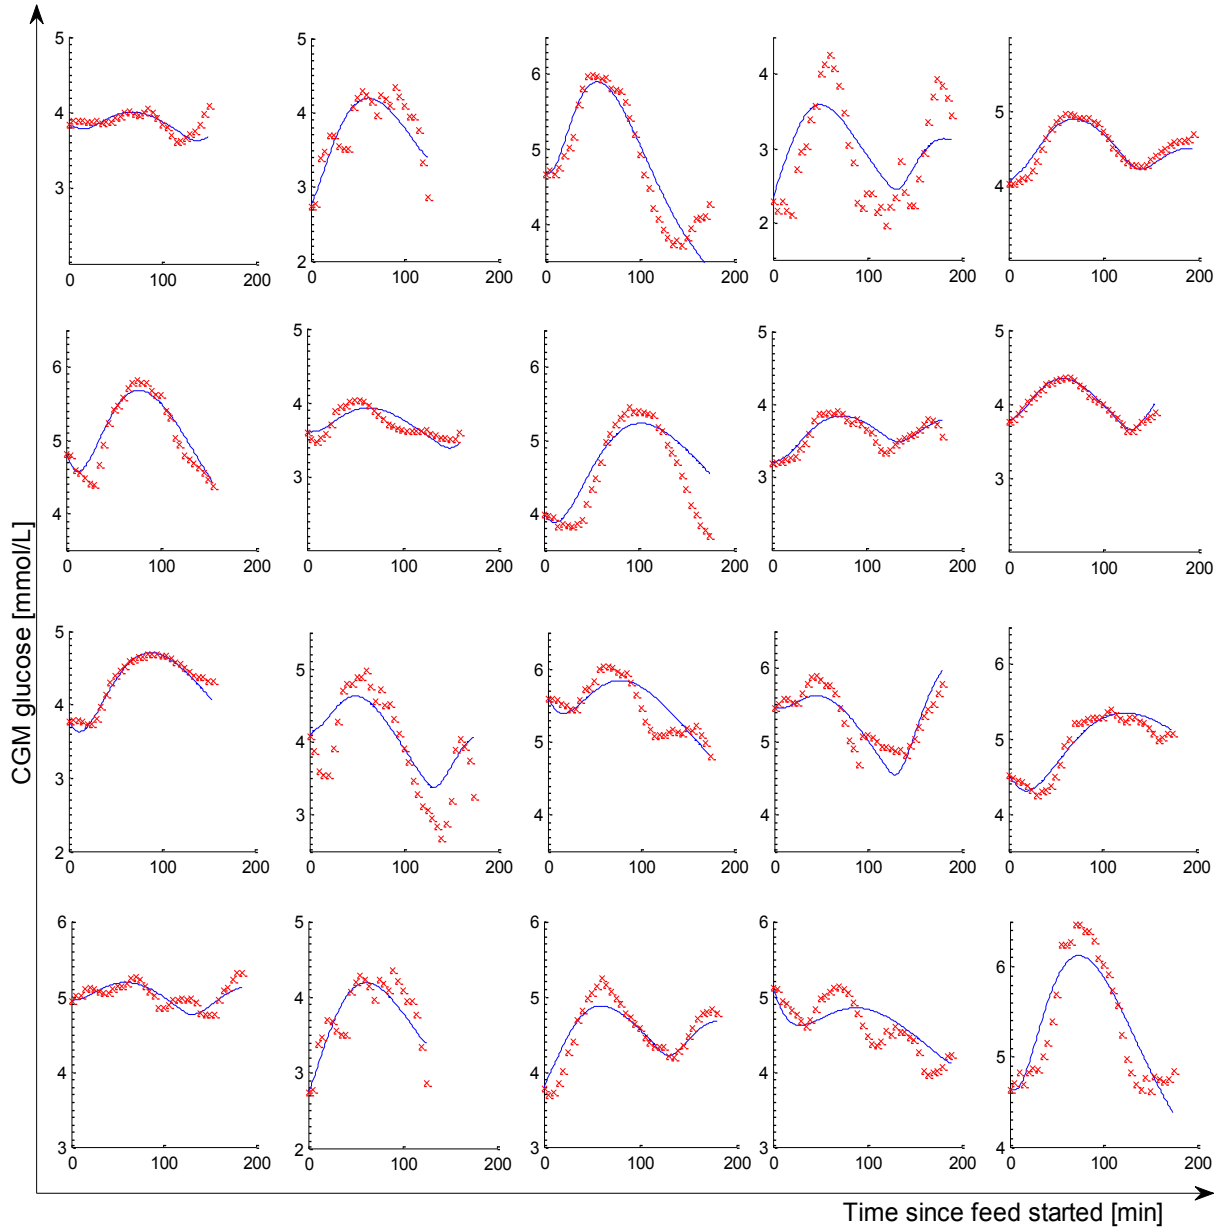 5 5 6 4 5
4 4 5 3 4
3 3 4 2
2 2
0 100 200 0 100 200 0 100 200 0 100 200 0 100 200
6 5 6 5 5
5 4 5 4 4
4 3 4 3 3
2
0 100 200 0 100 200 0 100 200 0 100 200 0 100 200
CGM glucose [mmol/L]
5 5 6 6 6
4 4 5 5 5
3 3 4 4 4
2
0 100 200 0 100 200 0 100 200 0 100 200 0 100 200
6 5 6 6 6
5 4 5 5 5
4 3 4 4 4
3 2 3 3
0 100 200 0 100 200 0 100 200 0 100 200 0 100 200
Time since feed started [min]